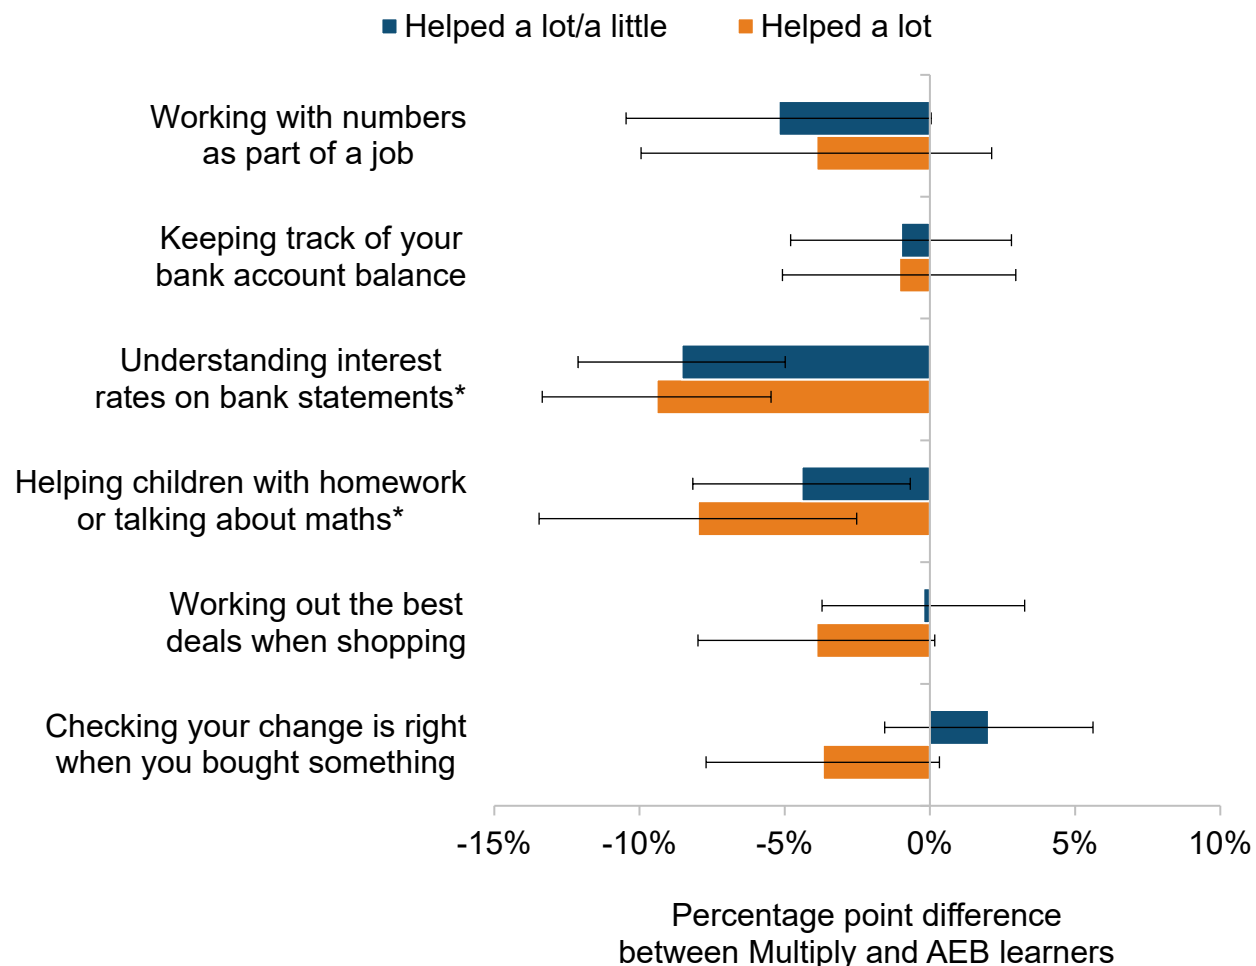 Helped a lot/a little Helped a lot
Working with numbers
as part of a job
Keeping track of your
bank account balance
Understanding interest
rates on bank statements*
Helping children with homework
or talking about maths*
Working out the best
deals when shopping
Checking your change is right
when you bought something
-15% -10% -5% 0% 5% 10%
Percentage point difference
between Multiply and AEB learners